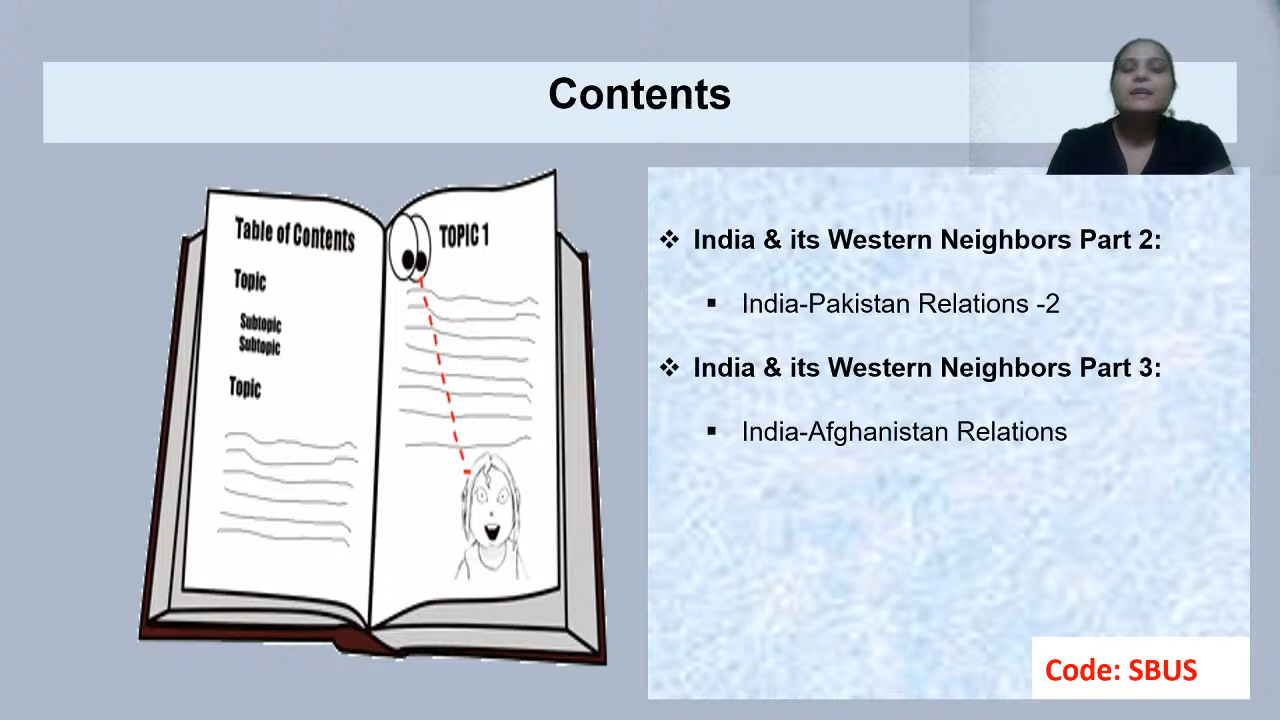 Contents
Table of Contents
Topic
Subtopic
Subtopic
Topic
TOPIC 1
❖ India & its Western Neighbors Part 2:
▪ India-Pakistan Relations -2
❖ India & its Western Neighbors Part 3:
▪ India-Afghanistan Relations
Code: SBUS